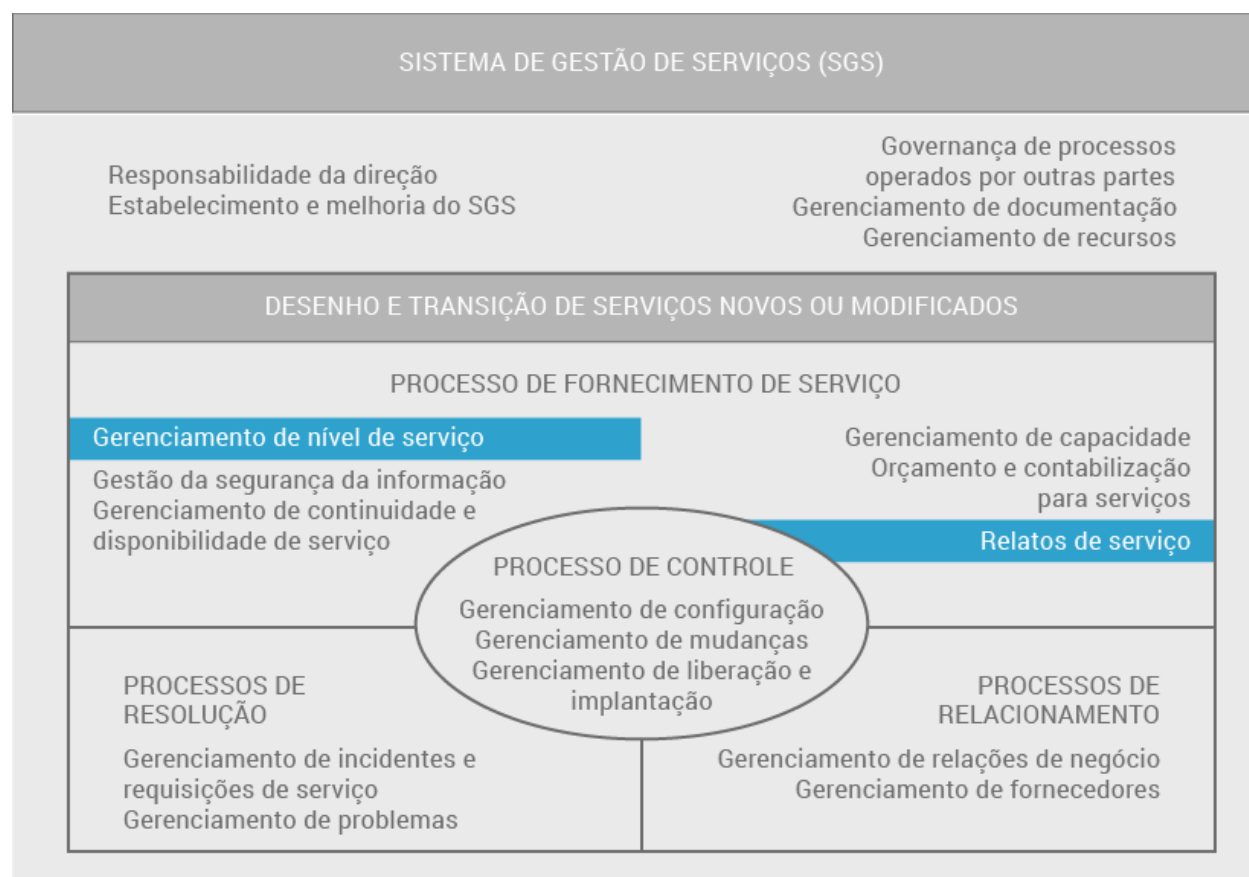 SISTEMA DE GESTÃO DE SERVIÇOS (SGS)
Responsabilidade da direção
Estabelecimento e melhoria do SGS
Governança de processos
operados por outras partes
Gerenciamento de documentação
Gerenciamento de recursos
DESENHO E TRANSIÇÃO DE SERVIÇOS NOVOS OU MODIFICADOS
PROCESSO DE FORNECIMENTO DE SERVIÇO
Gerenciamento de nível de serviço
Gestão da segurança da informação
Gerenciamento de continuidade e
disponibilidade de serviço
Gerenciamento de capacidade
Orçamento e contabilização
para serviços
Relatos de serviço
PROCESSO DE CONTROLE
Gerenciamento de configuração
Gerenciamento de mudanças
Gerenciamento de liberação e
implantação
PROCESSOS DE
RESOLUÇÃO
Gerenciamento de incidentes e
requisições de serviço
Gerenciamento de problemas
PROCESSOS DE
RELACIONAMENTO
Gerenciamento de relações de negócio
Gerenciamento de fornecedores